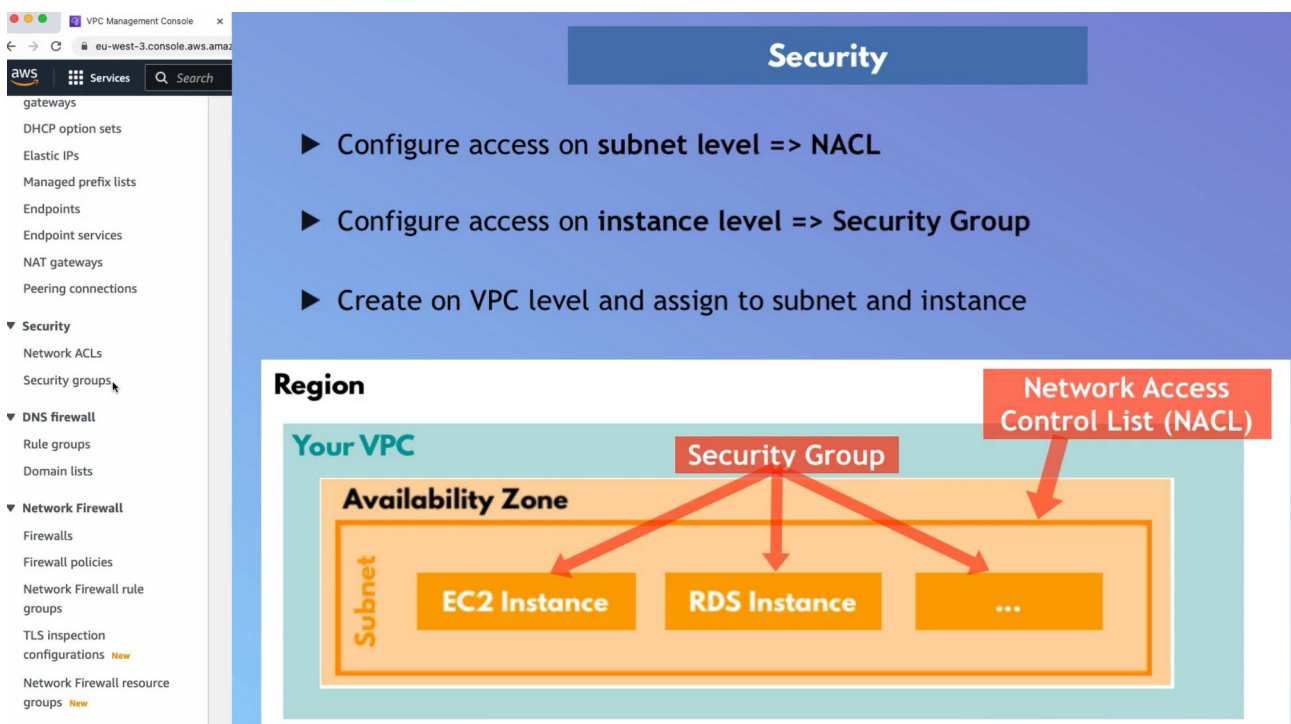 VPC Management Console
eu-west-3.console.aws.amaz
aws
Services
Search
gateways
DHCP option sets
Elastic IPs
Managed prefix lists
Endpoints
Endpoint services
NAT gateways
Peering connections
Security
Network ACLs
Security groups
DNS firewall
Rule groups
Domain lists
Network Firewall
Firewalls
Firewall policies
Network Firewall rule
groups
TLS inspection
configurations New
Network Firewall resource
groups New
Security
Configure access on subnet level => NACL
Configure access on instance level => Security Group
Create on VPC level and assign to subnet and instance
Region
Network Access
Control List (NACL)
Your VPC
Security Group
Availability Zone
Subnet
EC2 Instance
RDS Instance
...